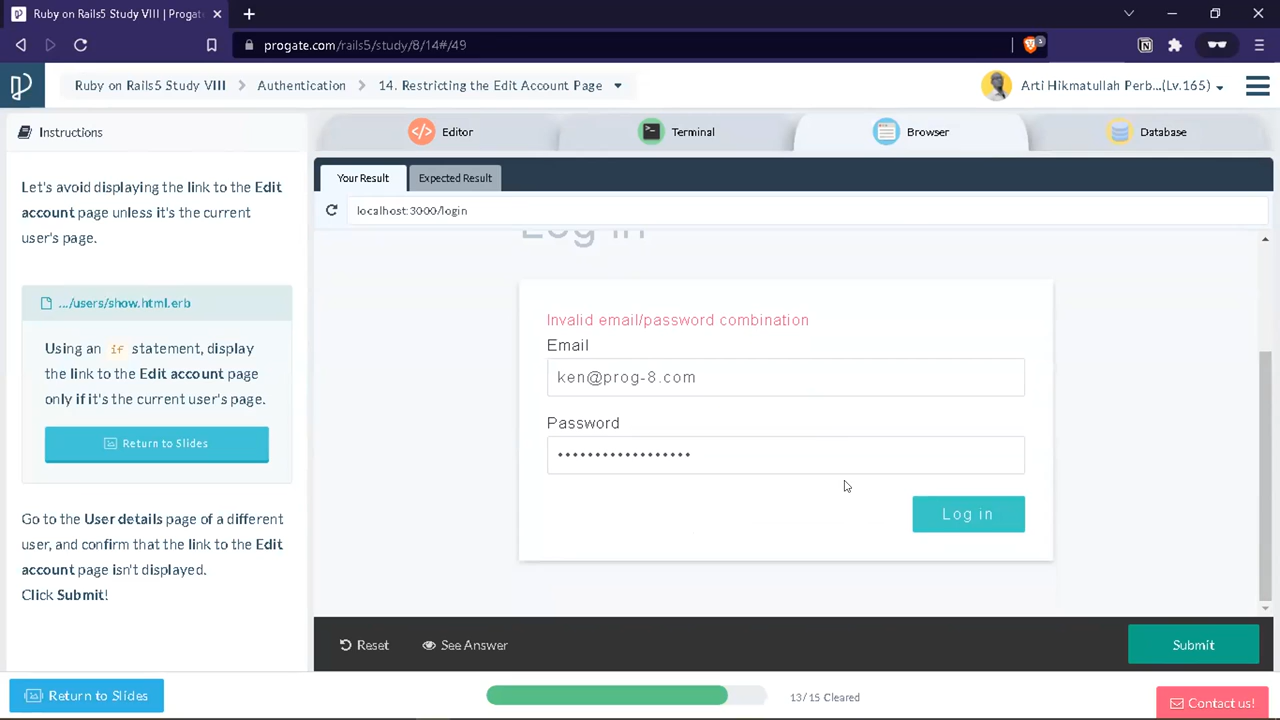 Ruby on Rails5 Study VIII | Progate
progate.com/rails5/study/8/14#/49
3
Ruby on Rails5 Study VIII
Authentication
14. Restricting the Edit Account Page
Arti Hikmatullah Perb...(Lv.165)
Instructions
Let's avoid displaying the link to the Edit
account page unless it's the current
user's page.
.../users/show.html.erb
Using an if statement, display
the link to the Edit account page
only if it's the current user's page.
Return to Slides
Go to the User details page of a different
user, and confirm that the link to the Edit
account page isn't displayed.
Click Submit!
Editor
Terminal
Browser
Database
Your Result
Expected Result
localhost:3000/login
Log in
Invalid email/password combination
Email
ken@prog-8.com
Password
••••••••••••••••••
Log in
Reset
See Answer
Submit
Return to Slides
13/15 Cleared
Contact us!